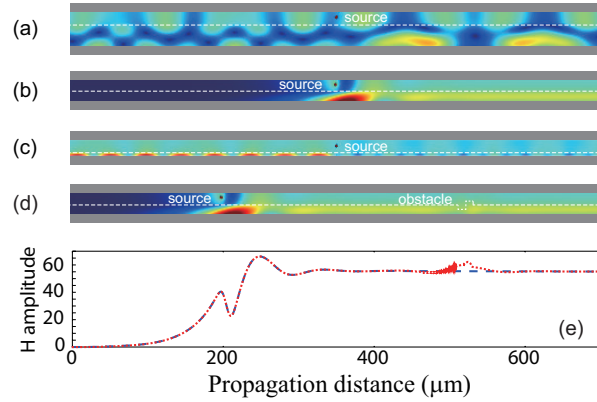 (a) source
(b) source
(c) source
(d) source obstacle
H amplitude
60
40
20
0
(e)
0 200 400 600
Propagation distance (μm)